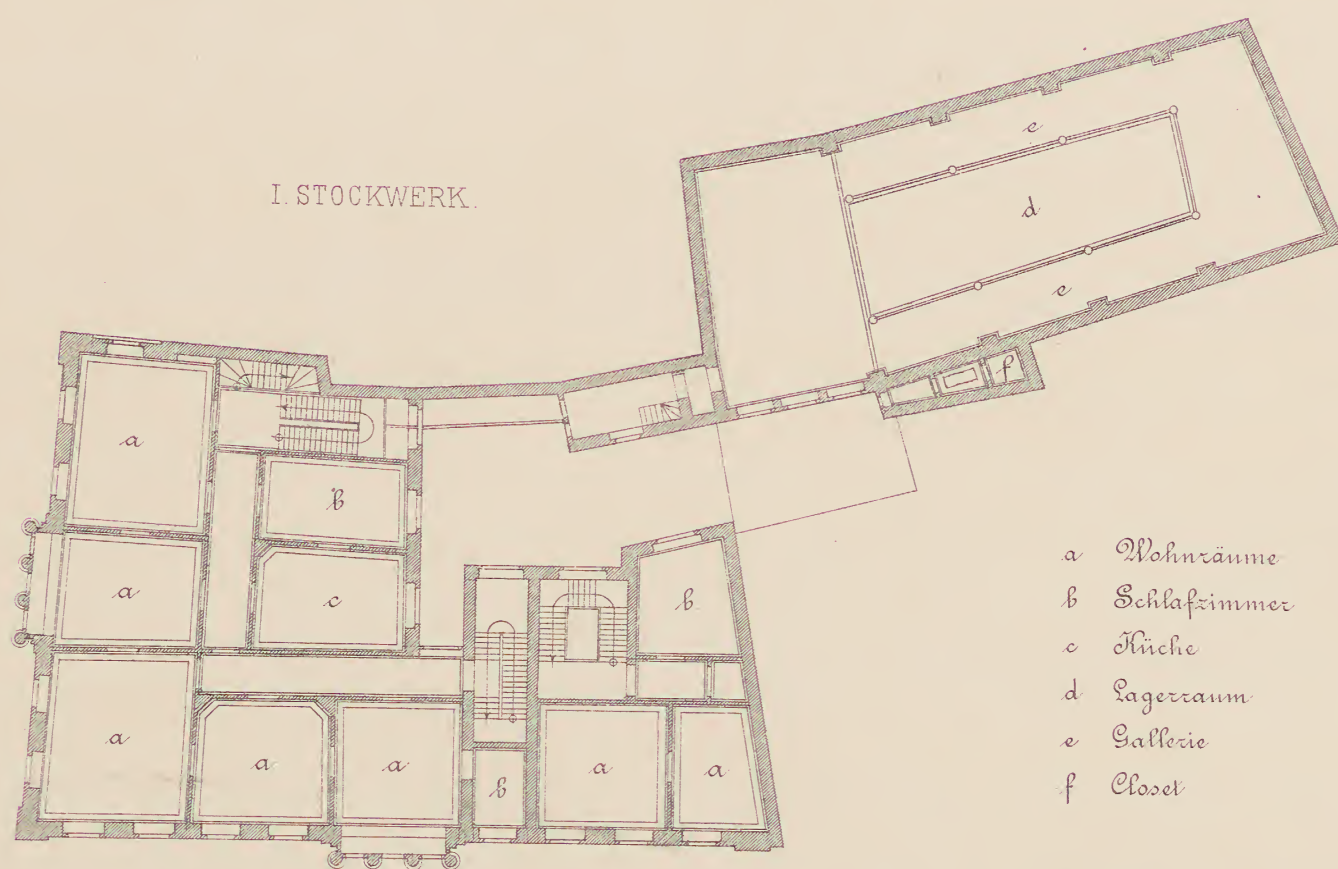 I. STOCKWERK.
e
d
e
f
a
b
a
c
b
a
a
a
b
a
a
a Wohnräume
b Schlafzimmer
c Küche
d Lagerraum
e Gallerie
f Closet